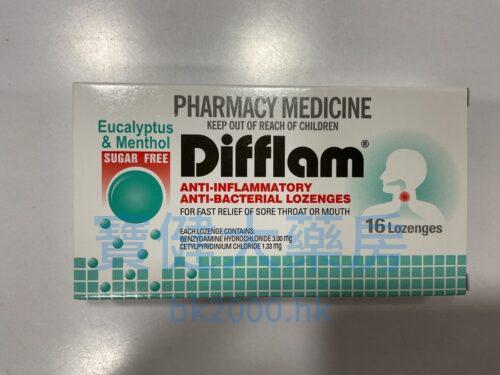 PHARMACY MEDICINE
KEEP OUT OF REACH OF CHILDREN
Eucalyptus
& Menthol
SUGAR FREE
Difflam®
ANTI-INFLAMMATORY
ANTI-BACTERIAL LOZENGES
FOR FAST RELIEF OF SORE THROAT OR MOUTH
EACH LOZENGE CONTAINS:
BENZYDAMINE HYDROCHLORIDE 3.00 mg
CETYLPYRIDINIUM CHLORIDE 1.33 mg
16 Lozenges
寶健大藥房
bk2000.hk